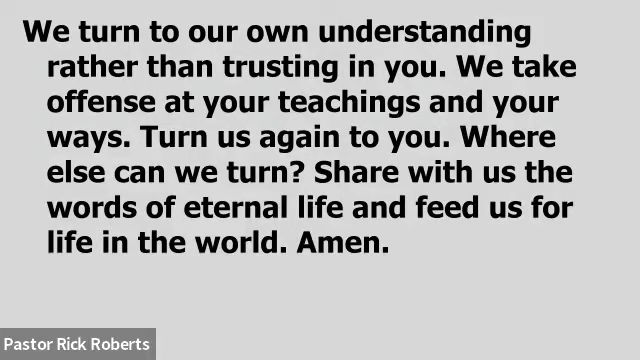 We turn to our own understanding
rather than trusting in you. We take
offense at your teachings and your
ways. Turn us again to you. Where
else can we turn? Share with us the
words of eternal life and feed us for
life in the world. Amen.
Pastor Rick Roberts